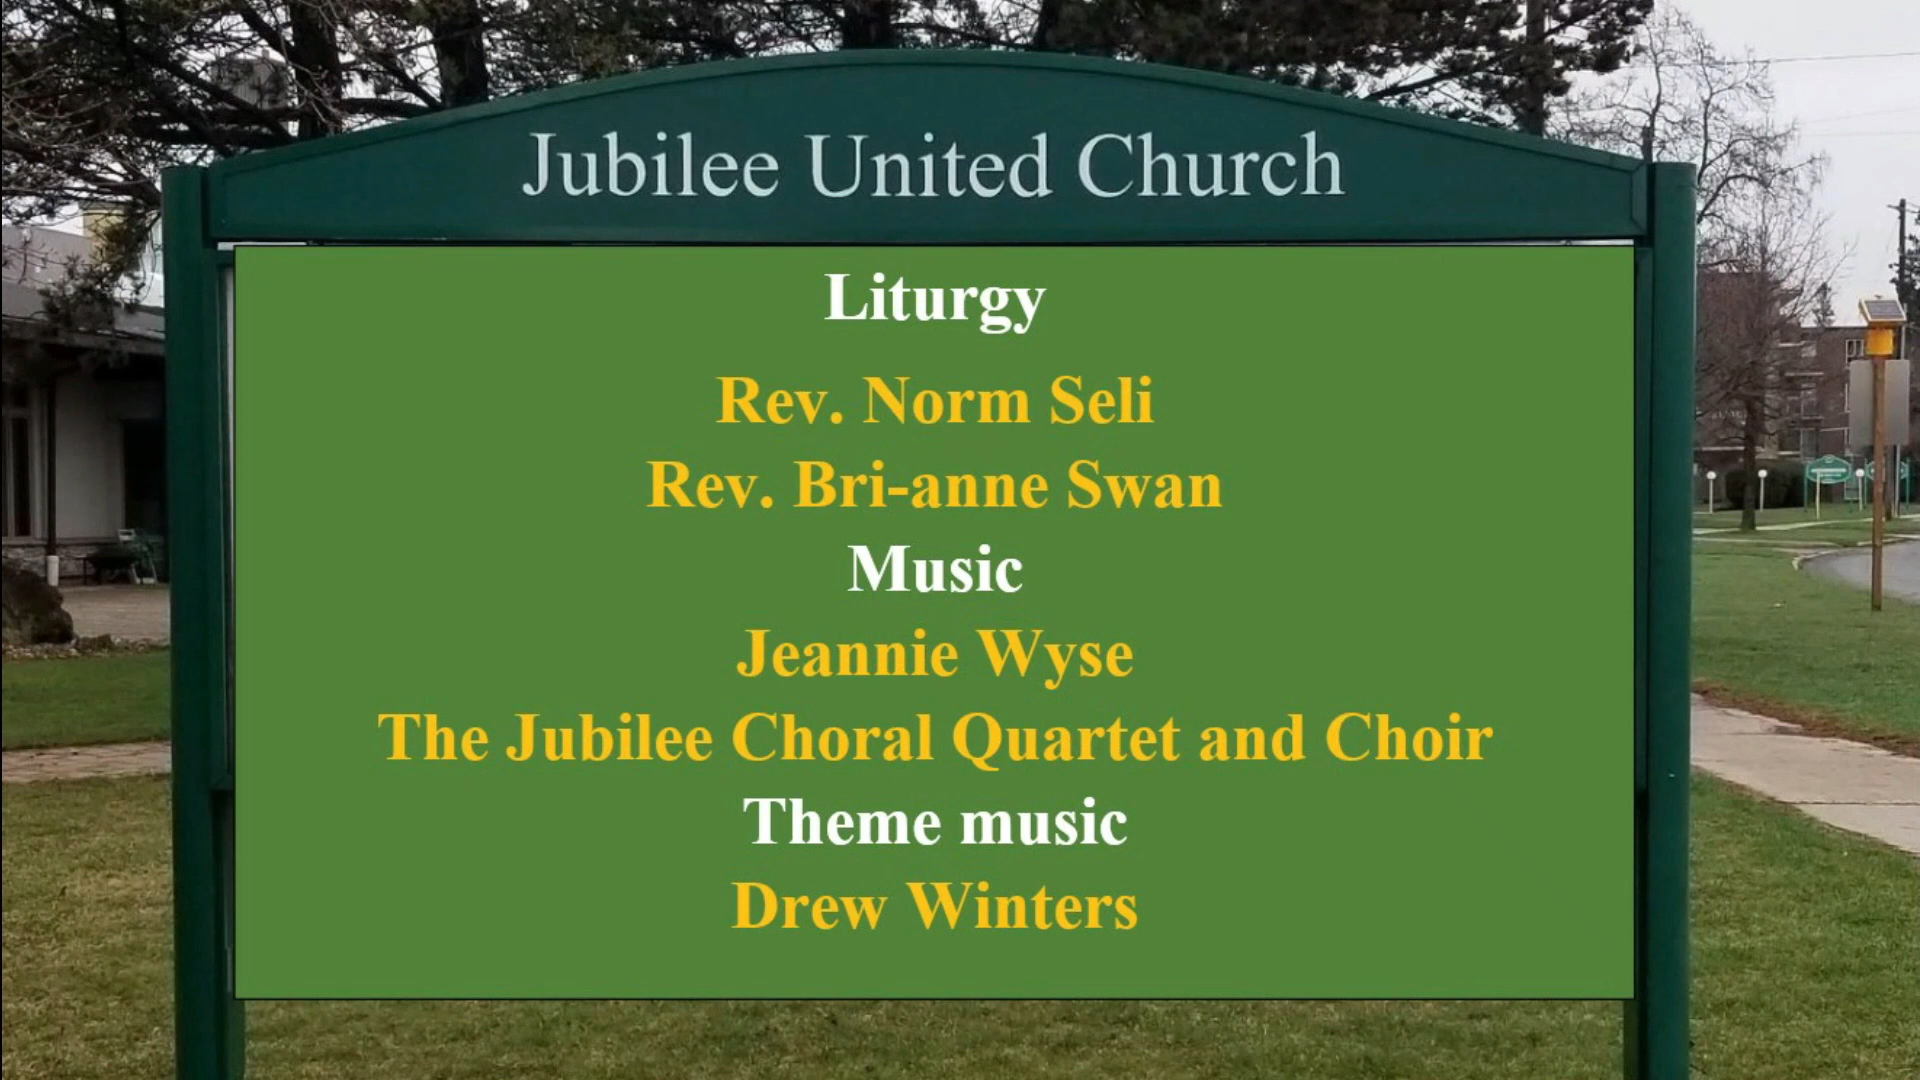 Jubilee United Church
Liturgy
Rev. Norm Seli
Rev. Bri-anne Swan
Music
Jeannie Wyse
The Jubilee Choral Quartet and Choir
Theme music
Drew Winters